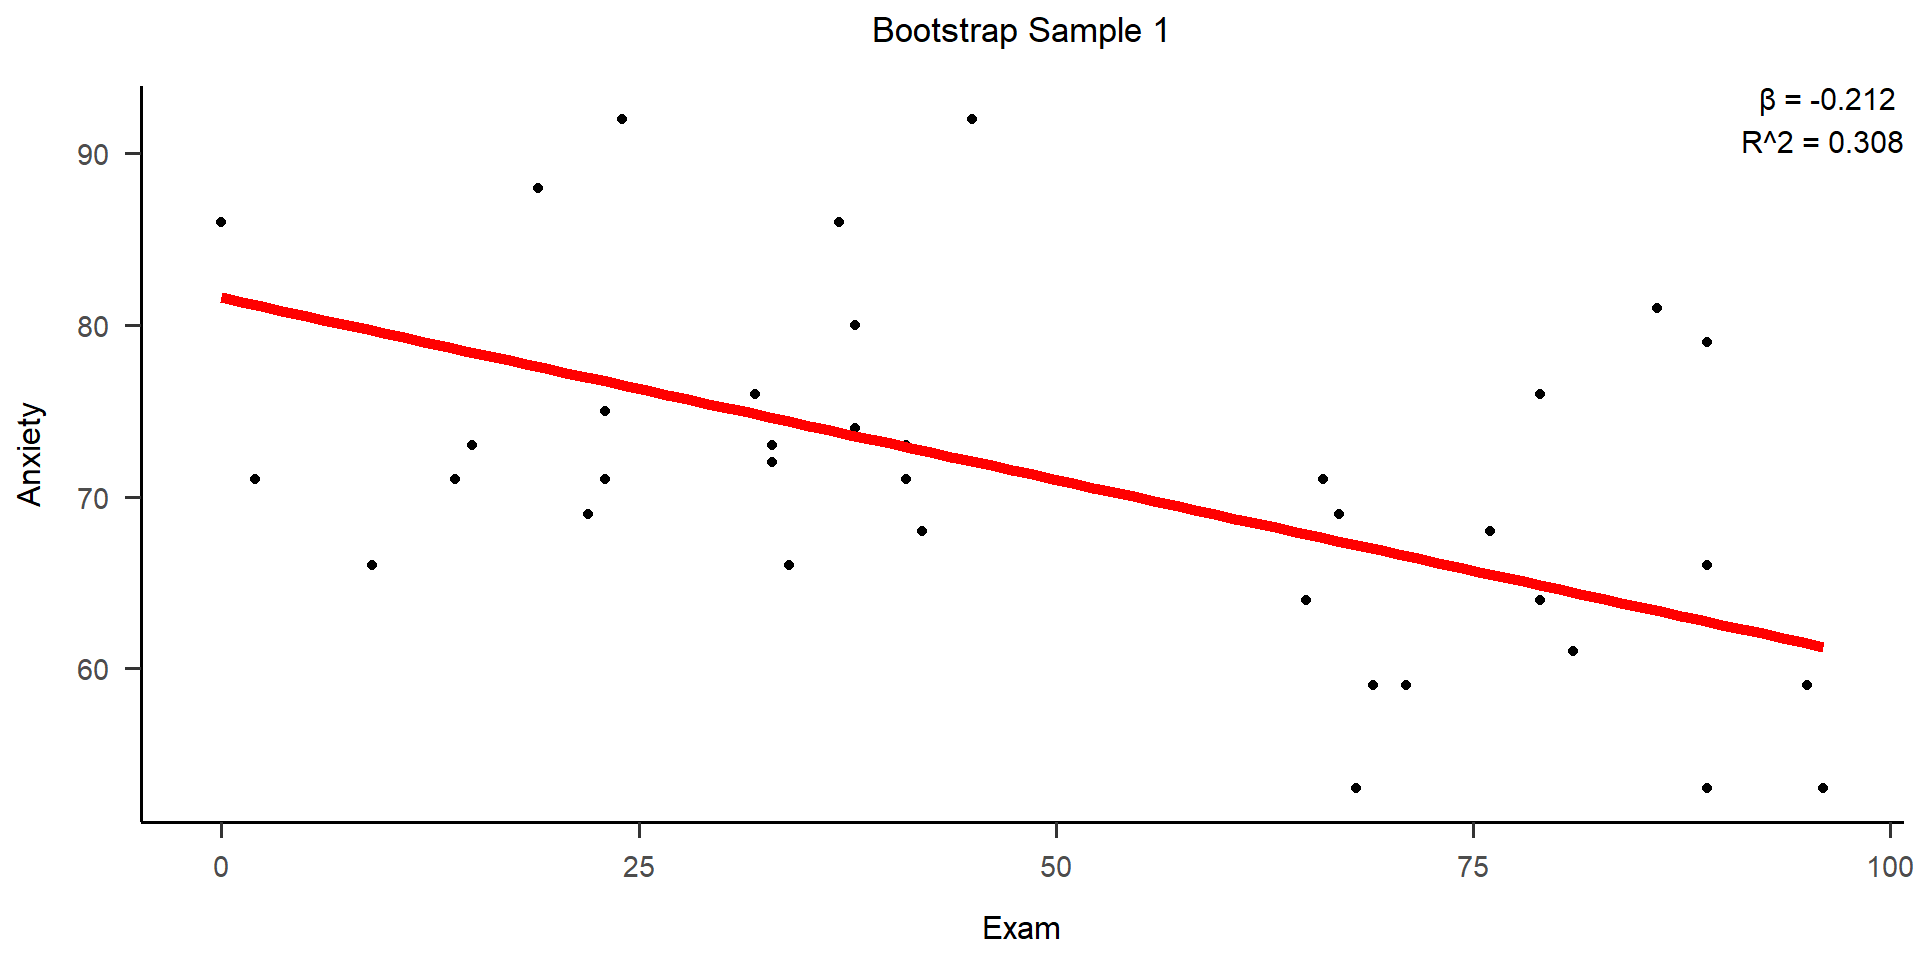 Bootstrap Sample 1
β = -0.212
R^2 = 0.308
90
80
70
60
Anxiety
0 25 50 75 100
Exam